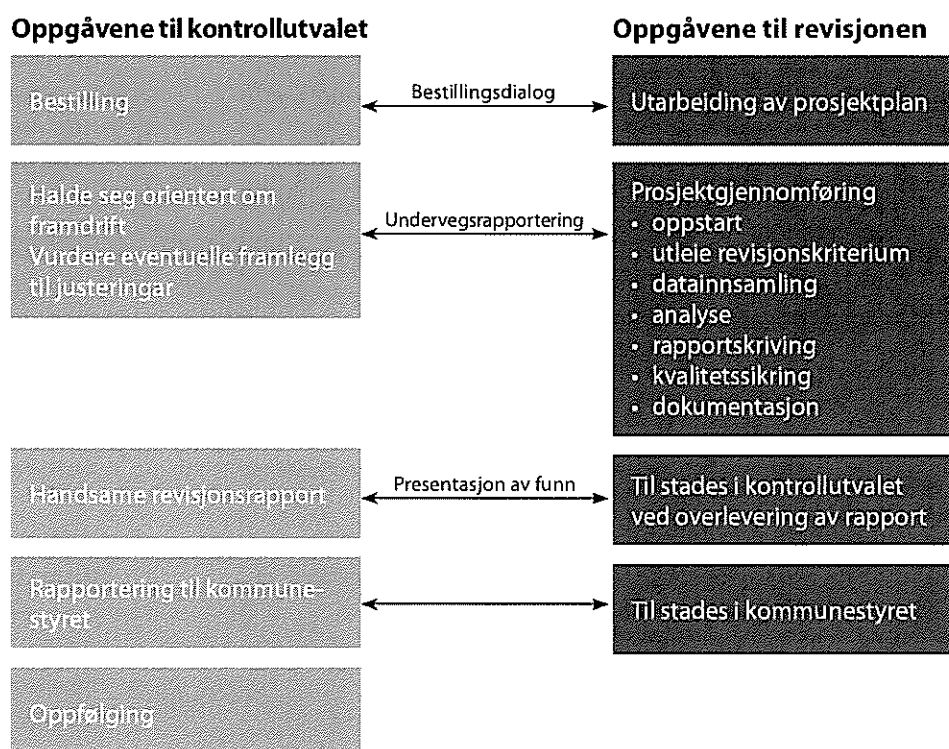 Oppgåvene til kontrollutvalet
Oppgåvene til revisjonen
Bestilling
Bestillingsdialog
Utarbeiding av prosjektplan
Halde seg orientert om
framdrift
Vurdere eventuelle framlegg
til justeringar
Undervegsrapportering
Prosjektgjennomføring
• oppstart
• utleie revisjonskriterium
• datainnsamling
• analyse
• rapportskriving
• kvalitetssikring
• dokumentasjon
Handsame revisjonsrapport
Presentasjon av funn
Til stades i kontrollutvalet
ved overlevering av rapport
Rapportering til kommune-
styret
Til stades i kommunestyret
Oppfølging